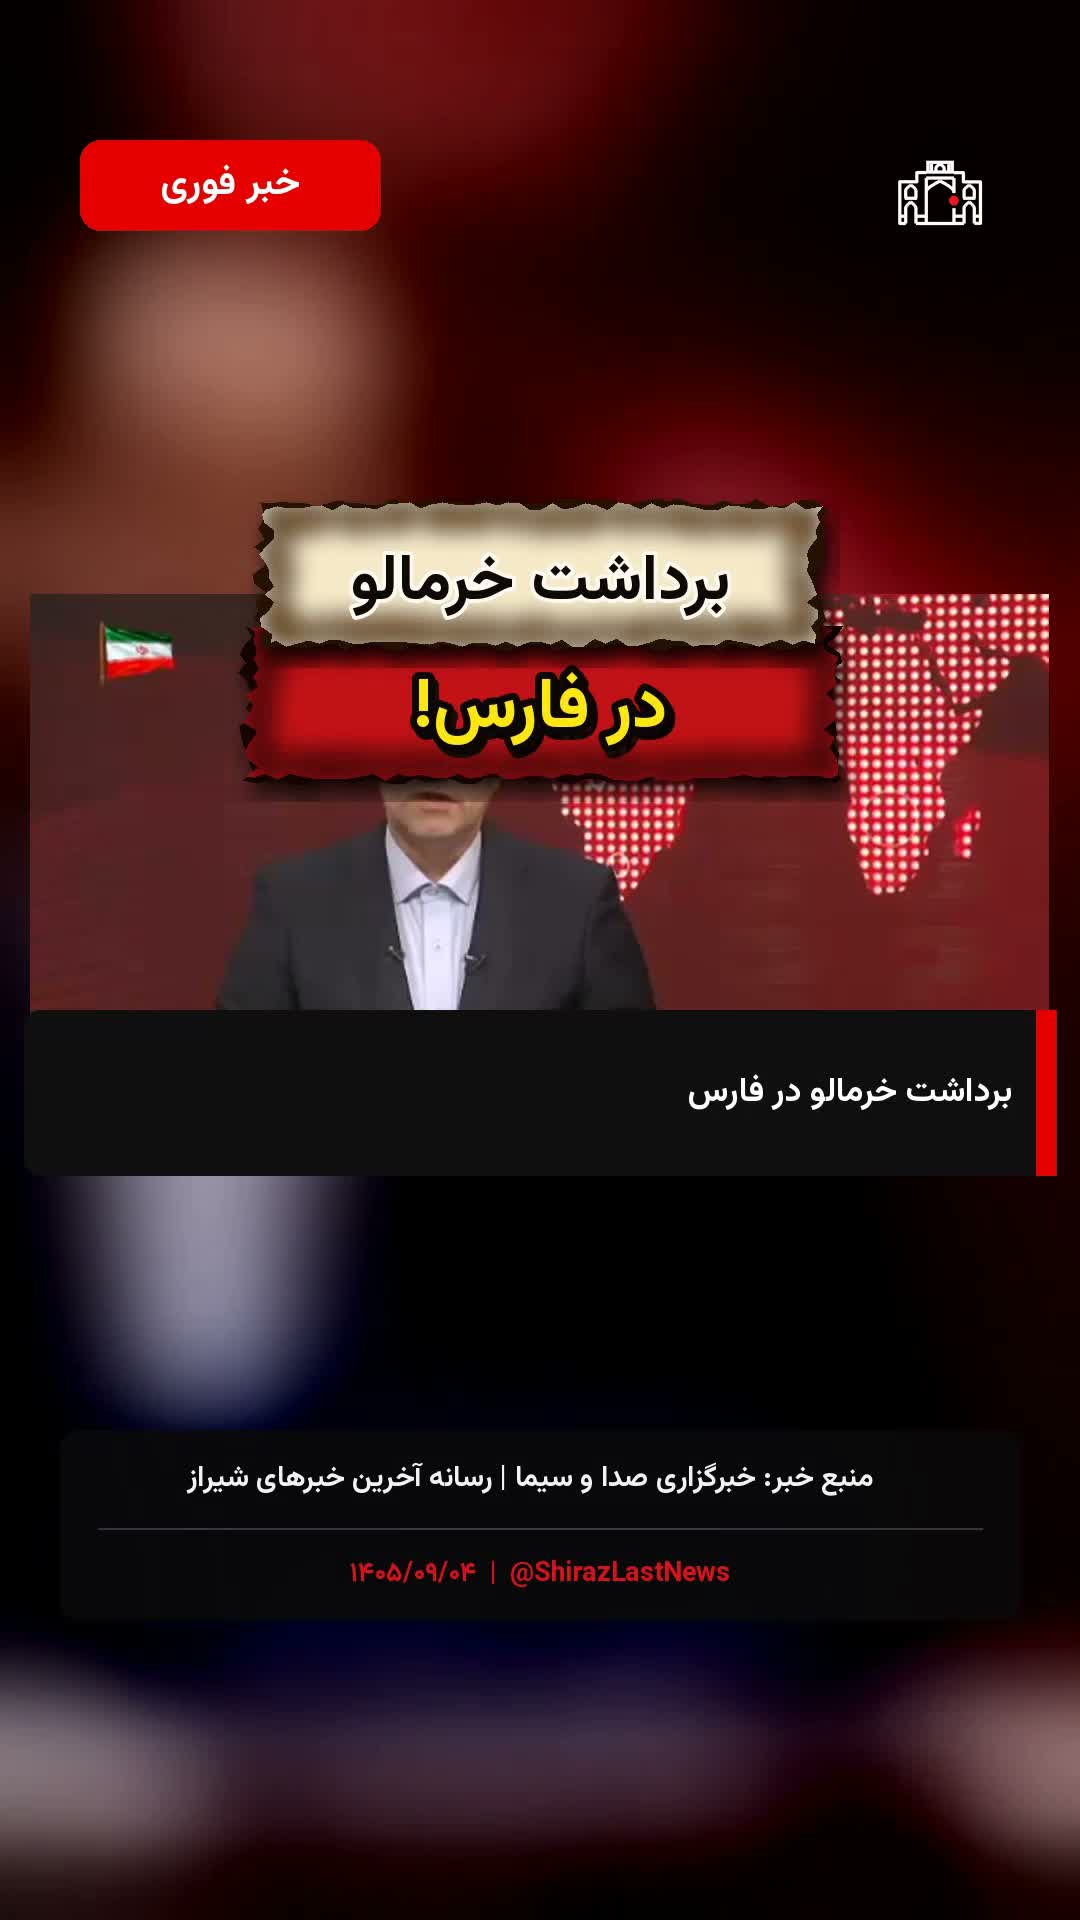 خبر فوری
برداشت خرمالو
در فارس!
برداشت خرمالو در فارس
منبع خبر: خبرگزاری صدا و سیما | رسانه آخرین خبرهای شیراز
۱۴۰۵/۰۹/۰۴ | @ShirazLastNews